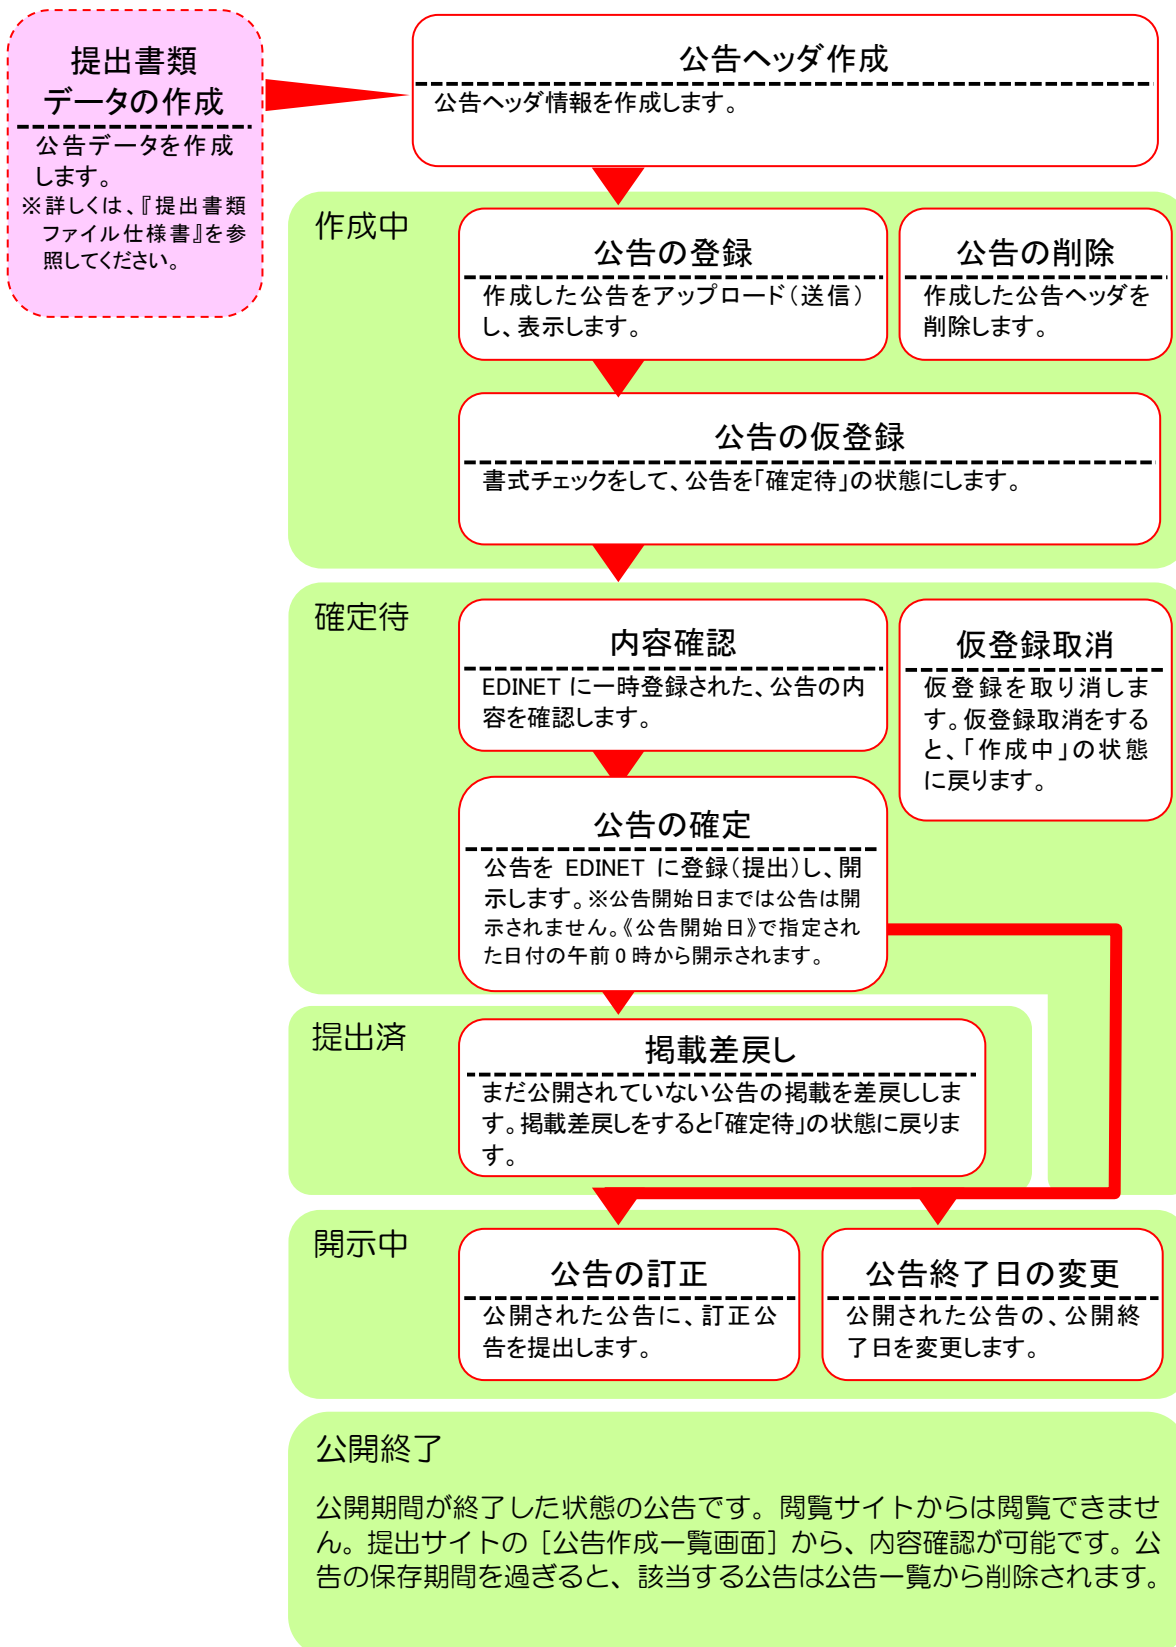 提出書類
データの作成
公告データを作成
します。
※詳しくは、『提出書類
ファイル仕様書』を参
照してください。
公告ヘッダ作成
公告ヘッダ情報を作成します。
作成中
公告の登録
作成した公告をアップロード(送信)
し、表示します。
公告の削除
作成した公告ヘッダを
削除します。
公告の仮登録
書式チェックをして、公告を「確定待」の状態にします。
確定待
内容確認
EDINET に一時登録された、公告の内
容を確認します。
仮登録取消
仮登録を取り消しま
す。仮登録取消をする
と、「作成中」の状態
に戻ります。
公告の確定
公告を EDINET に登録(提出)し、開
示します。※公告開始日までは公告は開
示されません。《公告開始日》で指定され
た日付の午前0時から開示されます。
提出済
掲載差戻し
まだ公開されていない公告の掲載を差戻ししま
す。掲載差戻しをすると「確定待」の状態に戻りま
す。
開示中
公告の訂正
公開された公告に、訂正公
告を提出します。
公告終了日の変更
公開された公告の、公開終
了日を変更します。
公開終了
公開期間が終了した状態の公告です。閲覧サイトからは閲覧できませ
ん。提出サイトの［公告作成一覧画面］から、内容確認が可能です。公
告の保存期間を過ぎると、該当する公告は公告一覧から削除されます。